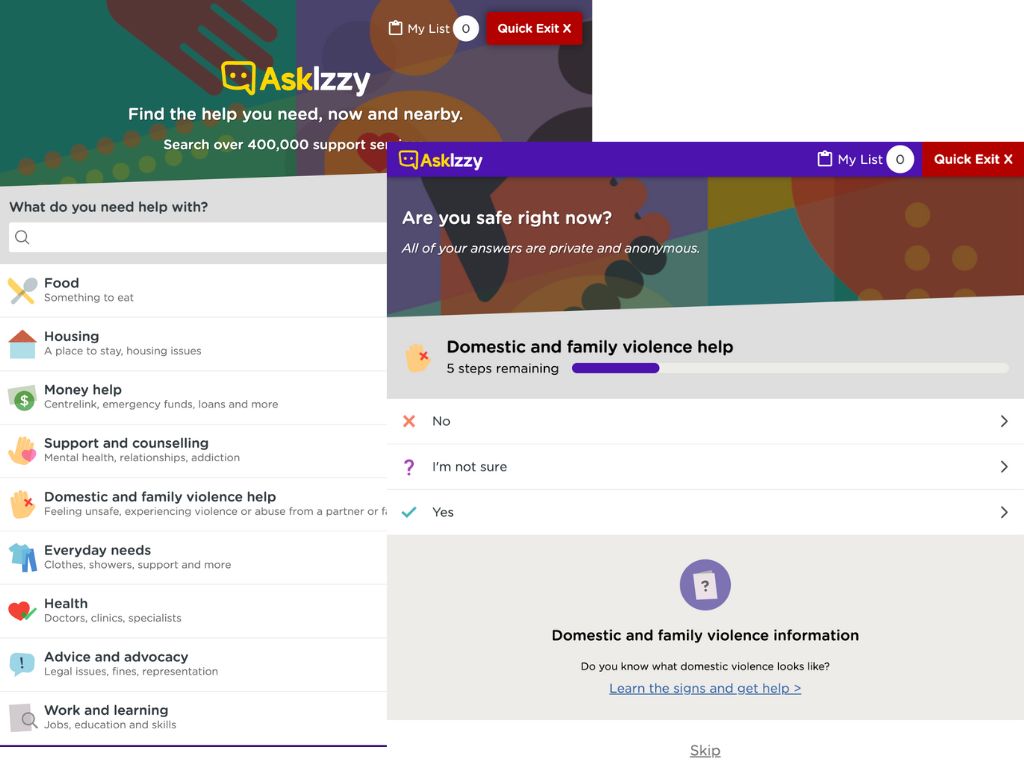 My List 0 Quick Exit X
AskIzzy
Find the help you need, now and nearby.
Search over 400,000 support
What do you need help with?
Food
Something to eat
Housing
A place to stay, housing issues
Money help
Centrelink, emergency funds, loans and more
Support and counselling
Mental health, relationships, addiction
Domestic and family violence help
Feeling unsafe, experiencing violence or abuse from a partner or
Everyday needs
Clothes, showers, support and more
Health
Doctors, clinics, specialists
Advice and advocacy
Legal issues, fines, representation
Work and learning
Jobs, education and skills
AskIzzy My List 0 Quick Exit X
Are you safe right now?
All of your answers are private and anonymous.
Domestic and family violence help
5 steps remaining
No
I'm not sure
Yes
Domestic and family violence information
Do you know what domestic violence looks like?
Learn the signs and get help >
Skip